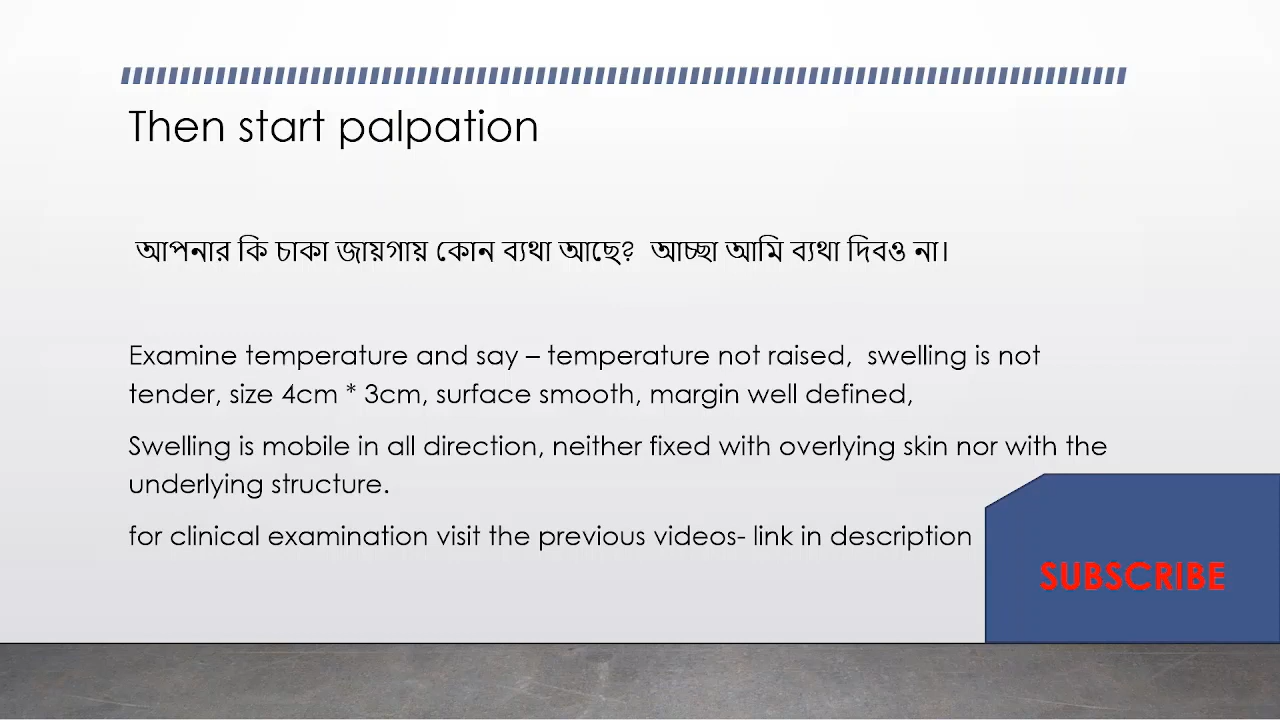 Then start palpation
আপনার কি চাকা জায়গায় কোন ব্যথা আছে? আচ্ছা আমি ব্যথা দিবও না।
Examine temperature and say – temperature not raised, swelling is not
tender, size 4cm * 3cm, surface smooth, margin well defined,
Swelling is mobile in all direction, neither fixed with overlying skin nor with the
underlying structure.
for clinical examination visit the previous videos- link in description
SUBSCRIBE